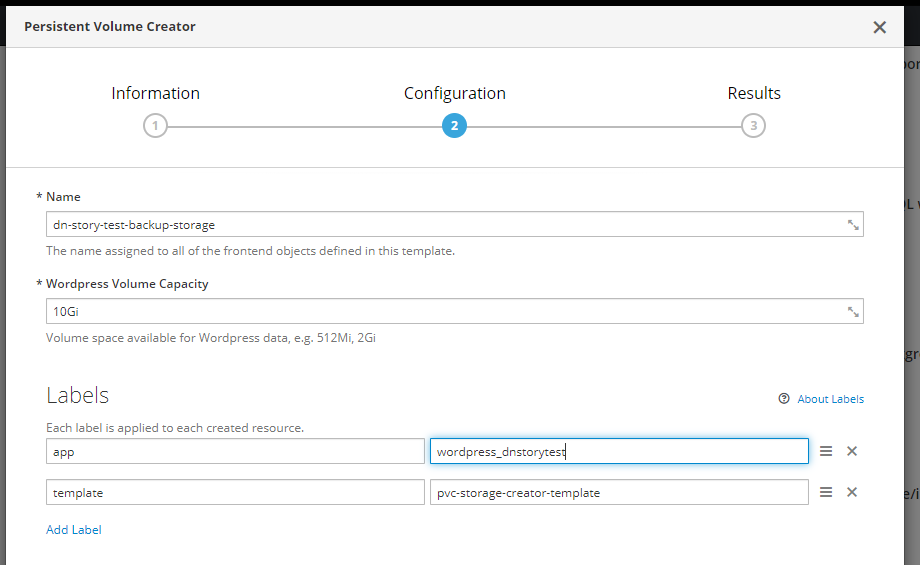 Persistent Volume Creator
Information Configuration Results
1 2 3
* Name
dn-story-test-backup-storage
The name assigned to all of the frontend objects defined in this template.
* Wordpress Volume Capacity
10Gi
Volume space available for Wordpress data, e.g. 512Mi, 2Gi
Labels
About Labels
Each label is applied to each created resource.
app wordpress_dnstorytest
template pvc-storage-creator-template
Add Label